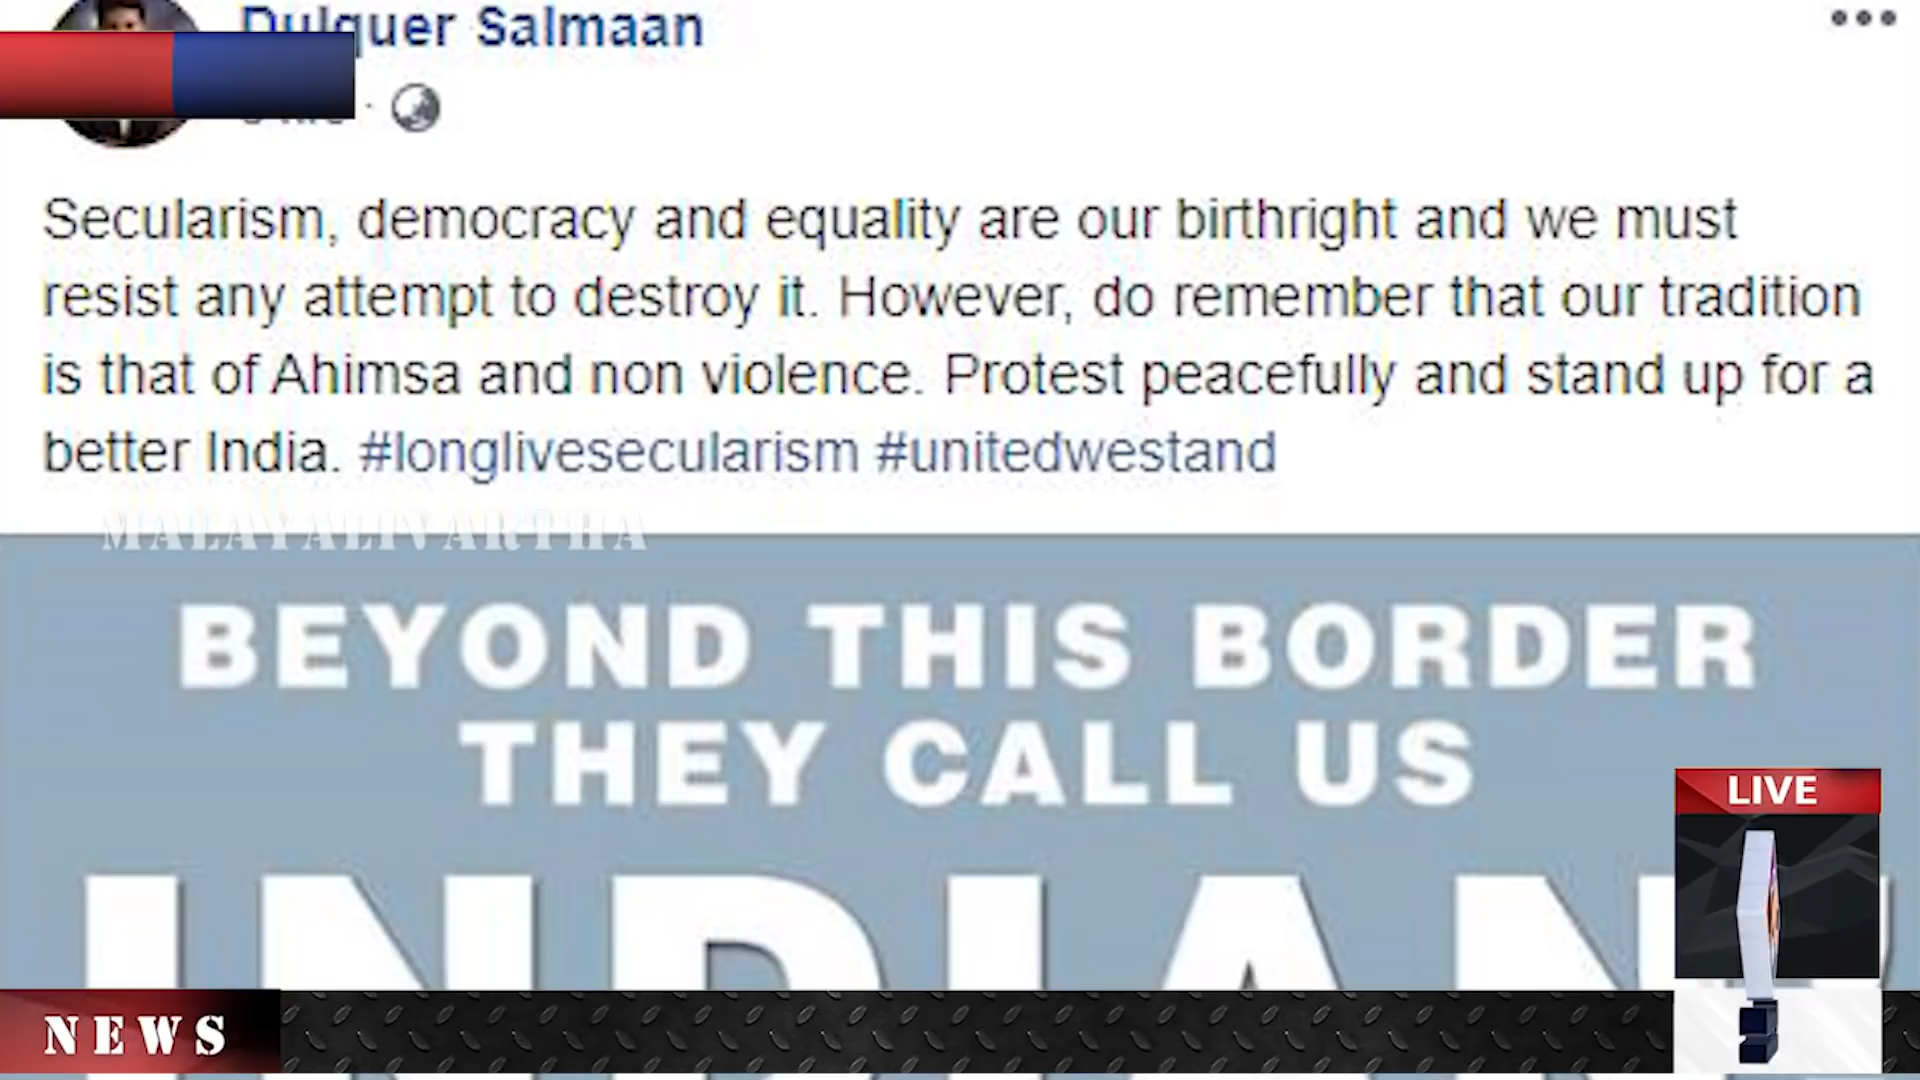 Dulquer Salmaan
Secularism, democracy and equality are our birthright and we must
resist any attempt to destroy it. However, do remember that our tradition
is that of Ahimsa and non violence. Protest peacefully and stand up for a
better India. #longlivesecularism #unitedwestand
MALAYALIVARTHA
BEYOND THIS BORDER
THEY CALL US
LIVE
NEWS